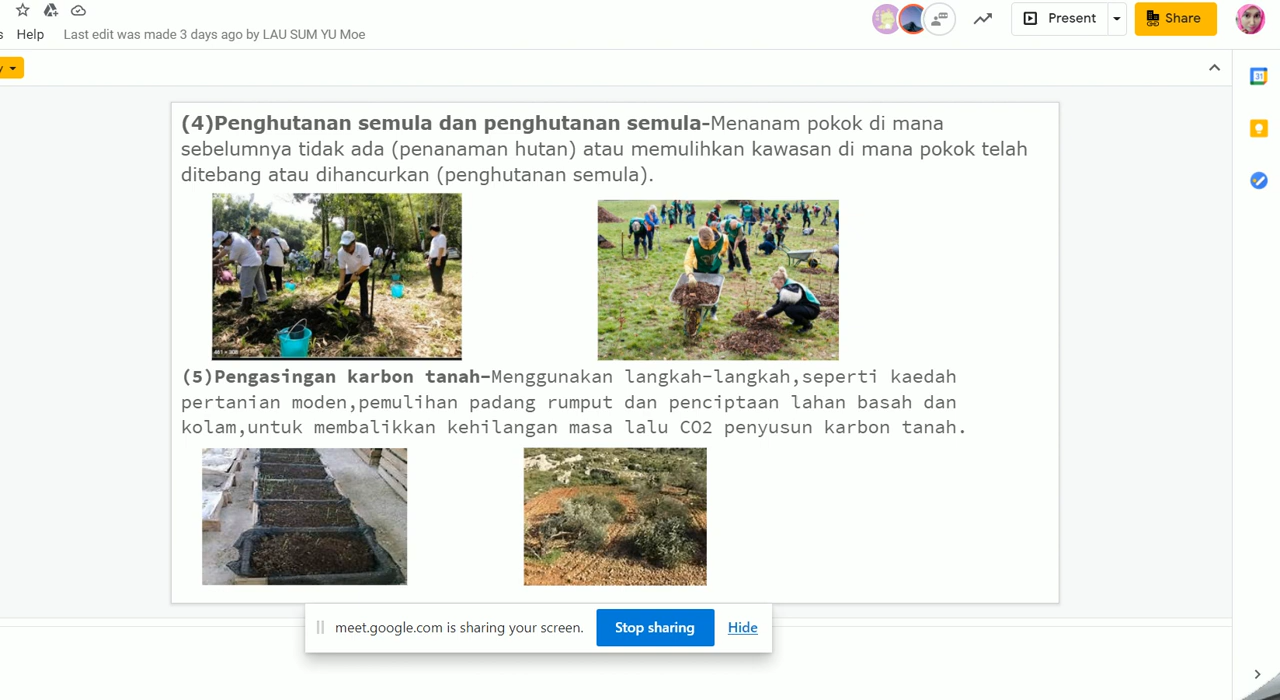 Present
Share
s Help Last edit was made 3 days ago by LAU SUM YU Moe
y
31
(4)Penghutanan semula dan penghutanan semula-Menanam pokok di mana
sebelumnya tidak ada (penanaman hutan) atau memulihkan kawasan di mana pokok telah
ditebang atau dihancurkan (penghutanan semula).
(5)Pengasingan karbon tanah-Menggunakan langkah-langkah,seperti kaedah
pertanian moden,pemulihan padang rumput dan penciptaan lahan basah dan
kolam,untuk membalikkan kehilangan masa lalu CO2 penyusun karbon tanah.
meet.google.com is sharing your screen. Stop sharing Hide